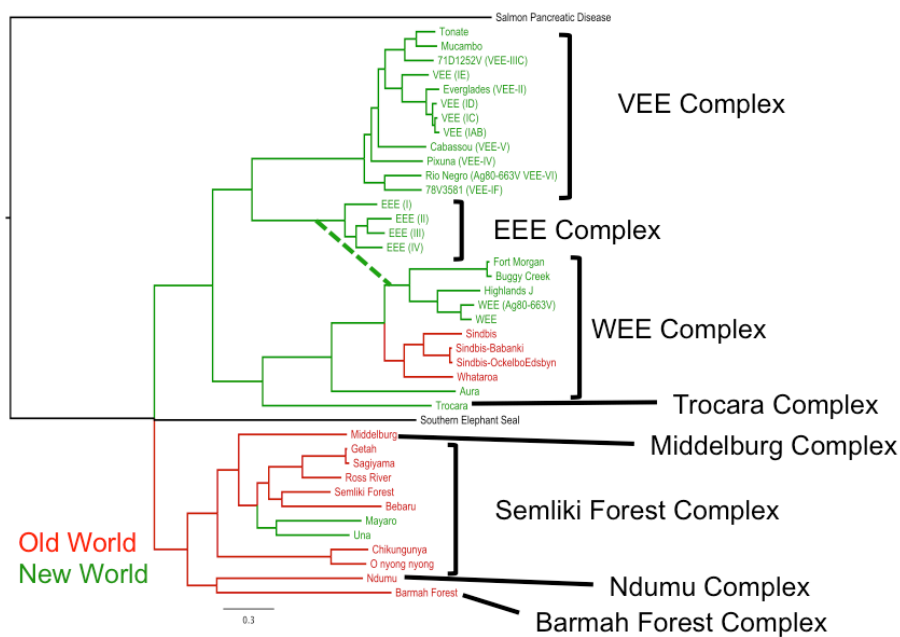 Salmon Pancreatic Disease
Tonate
Mucambo
71D1252V (VEE-IIIC)
VEE (IE)
Everglades (VEE-II)
VEE (ID)
VEE (IC)
VEE (IAB)
Cabassou (VEE-V)
Pixuna (VEE-IV)
Rio Negro (Ag80-663V VEE-VI)
78V3581 (VEE-IF)
VEE Complex
EEE (I)
EEE (II)
EEE (III)
EEE (IV)
EEE Complex
Fort Morgan
Buggy Creek
Highlands J
WEE (Ag80-663V)
WEE
Sindbis
Sindbis-Babanki
Sindbis-OckelboEdsbyn
Whataroa
Aura
WEE Complex
Trocara
Trocara Complex
Southern Elephant Seal
Middelburg
Middelburg Complex
Getah
Sagiyama
Ross River
Semliki Forest
Bebaru
Mayaro
Una
Chikungunya
O nyong nyong
Semliki Forest Complex
Ndumu
Ndumu Complex
Barmah Forest
Barmah Forest Complex
Old World
New World
0.3